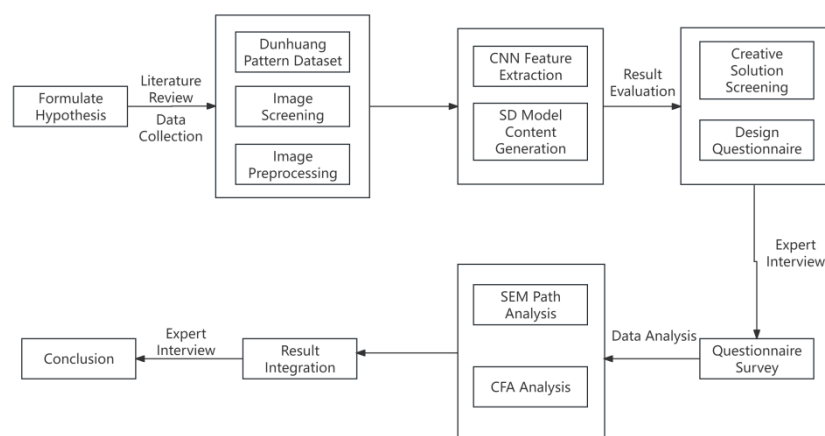 Formulate
Hypothesis
Literature
Review
Data
Collection
Dunhuang
Pattern Dataset
Image
Screening
Image
Preprocessing
CNN Feature
Extraction
SD Model
Content
Generation
Result
Evaluation
Creative
Solution
Screening
Design
Questionnaire
Expert
Interview
Questionnaire
Survey
Data Analysis
SEM Path
Analysis
CFA Analysis
Result
Integration
Expert
Interview
Conclusion